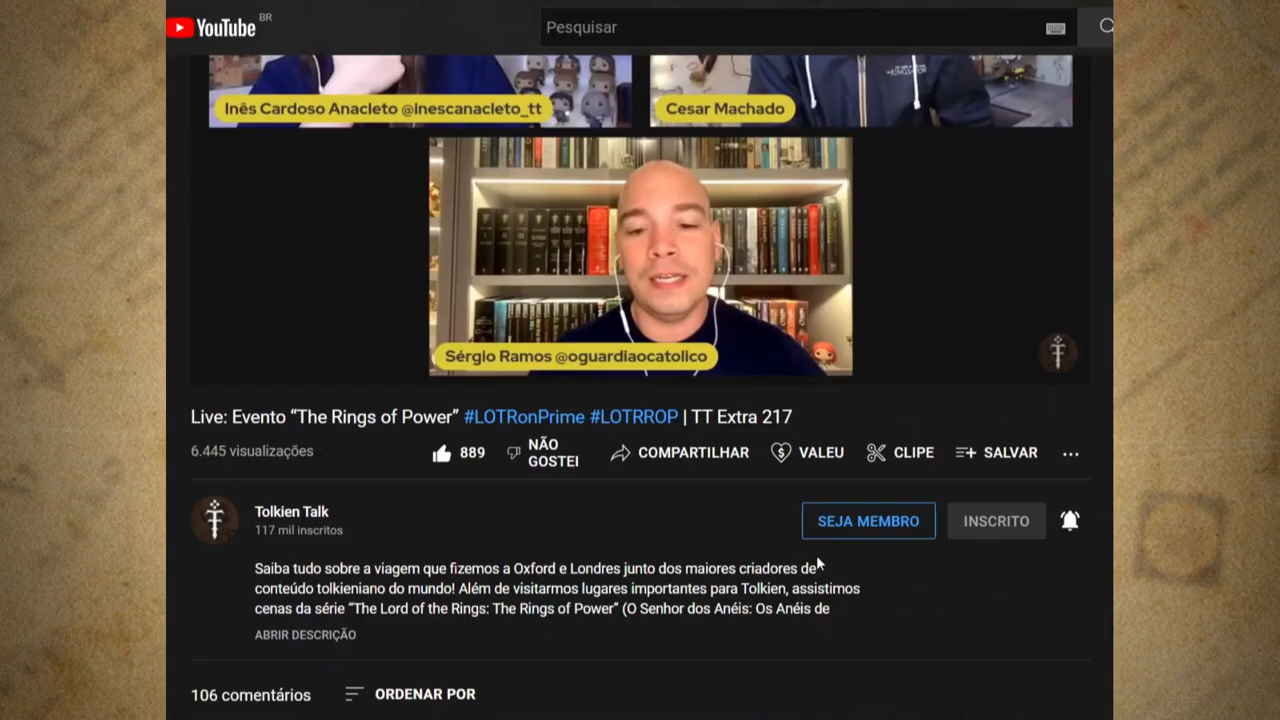 YouTube BR
Pesquisar
Inês Cardoso Anacleto @inescanacleto_tt
Cesar Machado
Sérgio Ramos @oguardiaocatolico
Live: Evento “The Rings of Power” #LOTRonPrime #LOTRROP | TT Extra 217
6.445 visualizações
889
NÃO
GOSTEI
COMPARTILHAR
VALEU
CLIPE
SALVAR
Tolkien Talk
117 mil inscritos
SEJA MEMBRO
INSCRITO
Saiba tudo sobre a viagem que fizemos a Oxford e Londres junto dos maiores criadores de
conteúdo tolkieniano do mundo! Além de visitarmos lugares importantes para Tolkien, assistimos
cenas da série “The Lord of the Rings: The Rings of Power” (O Senhor dos Anéis: Os Anéis de
ABRIR DESCRIÇÃO
106 comentários
ORDENAR POR